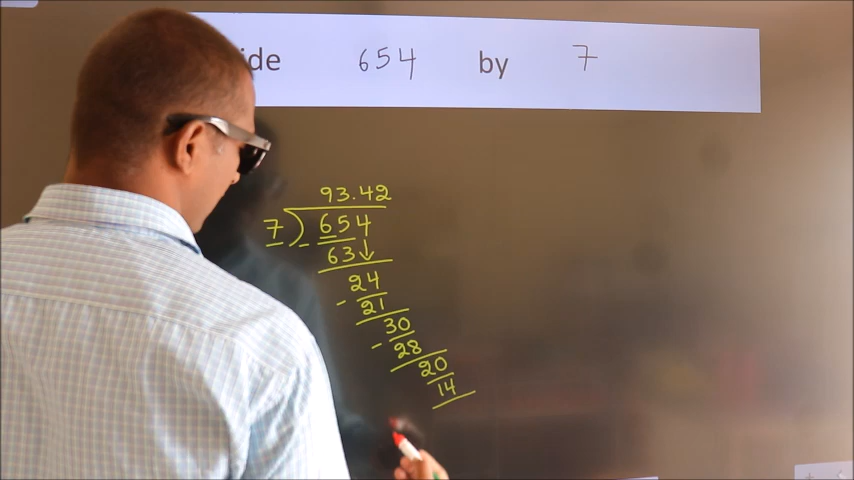 ide 654 by 7
93.42
7 ) 654
- 63 ↓
24
- 21
30
- 28
20
14